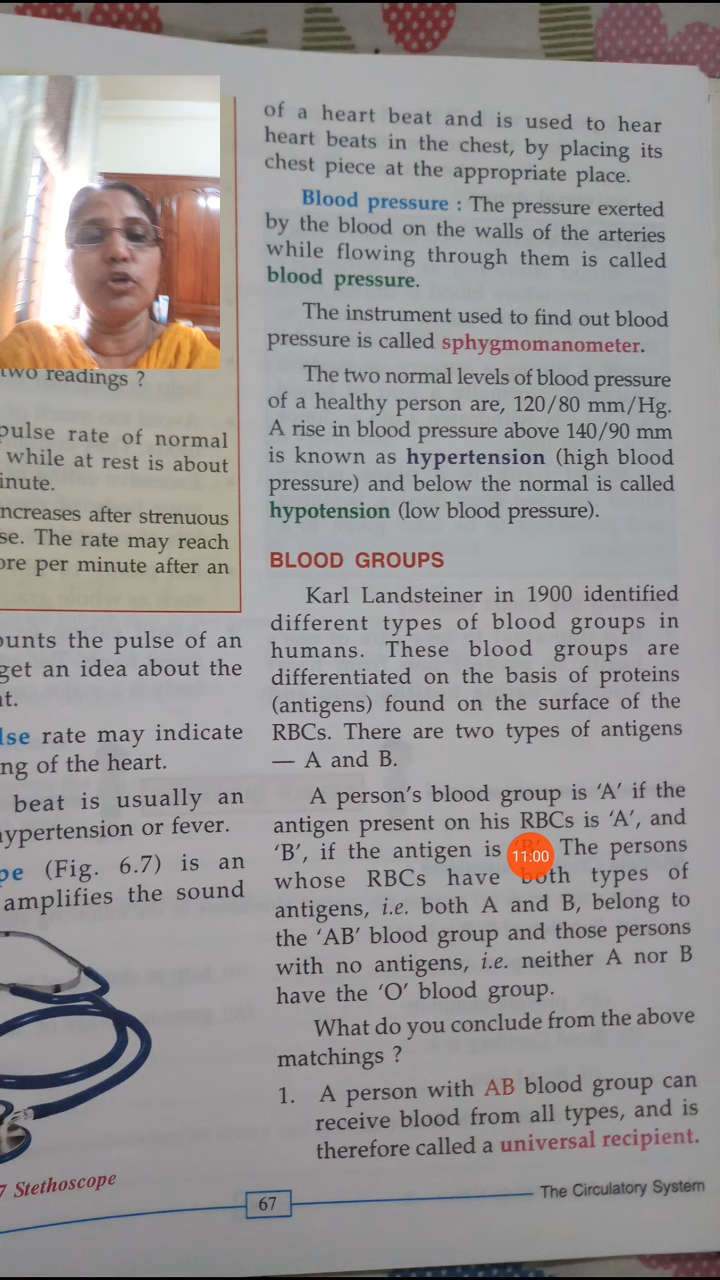 two readings ?
pulse rate of normal
while at rest is about
inute.
ncreases after strenuous
se. The rate may reach
ore per minute after an
ounts the pulse of an
get an idea about the
nt.
lse rate may indicate
ng of the heart.
beat is usually an
hypertension or fever.
pe (Fig. 6.7) is an
amplifies the sound
7 Stethoscope
of a heart beat and is used to hear
heart beats in the chest, by placing its
chest piece at the appropriate place.
Blood pressure : The pressure exerted
by the blood on the walls of the arteries
while flowing through them is called
blood pressure.
The instrument used to find out blood
pressure is called sphygmomanometer.
The two normal levels of blood pressure
of a healthy person are, 120/80 mm/Hg.
A rise in blood pressure above 140/90 mm
is known as hypertension (high blood
pressure) and below the normal is called
hypotension (low blood pressure).
BLOOD GROUPS
Karl Landsteiner in 1900 identified
different types of blood groups in
humans. These blood groups are
differentiated on the basis of proteins
(antigens) found on the surface of the
RBCs. There are two types of antigens
— A and B.
A person's blood group is 'A' if the
antigen present on his RBCs is 'A', and
'B', if the antigen is 'B'. The persons
whose RBCs have both types of
antigens, i.e. both A and B, belong to
the 'AB' blood group and those persons
with no antigens, i.e. neither A nor B
have the 'O' blood group.
What do you conclude from the above
matchings ?
1. A person with AB blood group can
receive blood from all types, and is
therefore called a universal recipient.
11:00
67
The Circulatory System